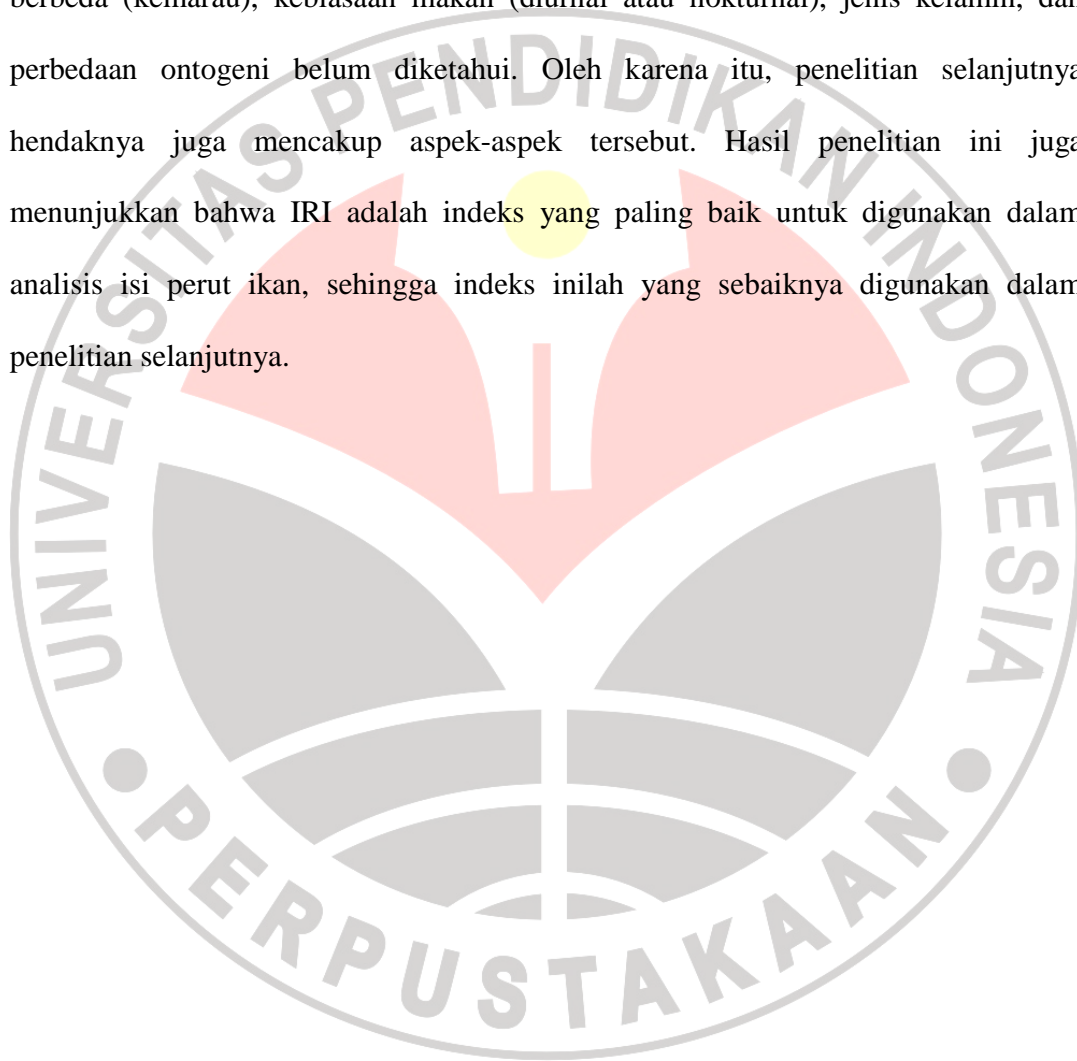 berbeda (kemarau), kebiasaan makan (diurnal atau nokturnal), jenis kelamin, dan
perbedaan ontogeni belum diketahui. Oleh karena itu, penelitian selanjutnya
hendaknya juga mencakup aspek-aspek tersebut. Hasil penelitian ini juga
menunjukkan bahwa IRI adalah indeks yang paling baik untuk digunakan dalam
analisis isi perut ikan, sehingga indeks inilah yang sebaiknya digunakan dalam
penelitian selanjutnya.
UNIVERSITAS PENDIDIKAN INDONESIA
PERPUSTAKAAN